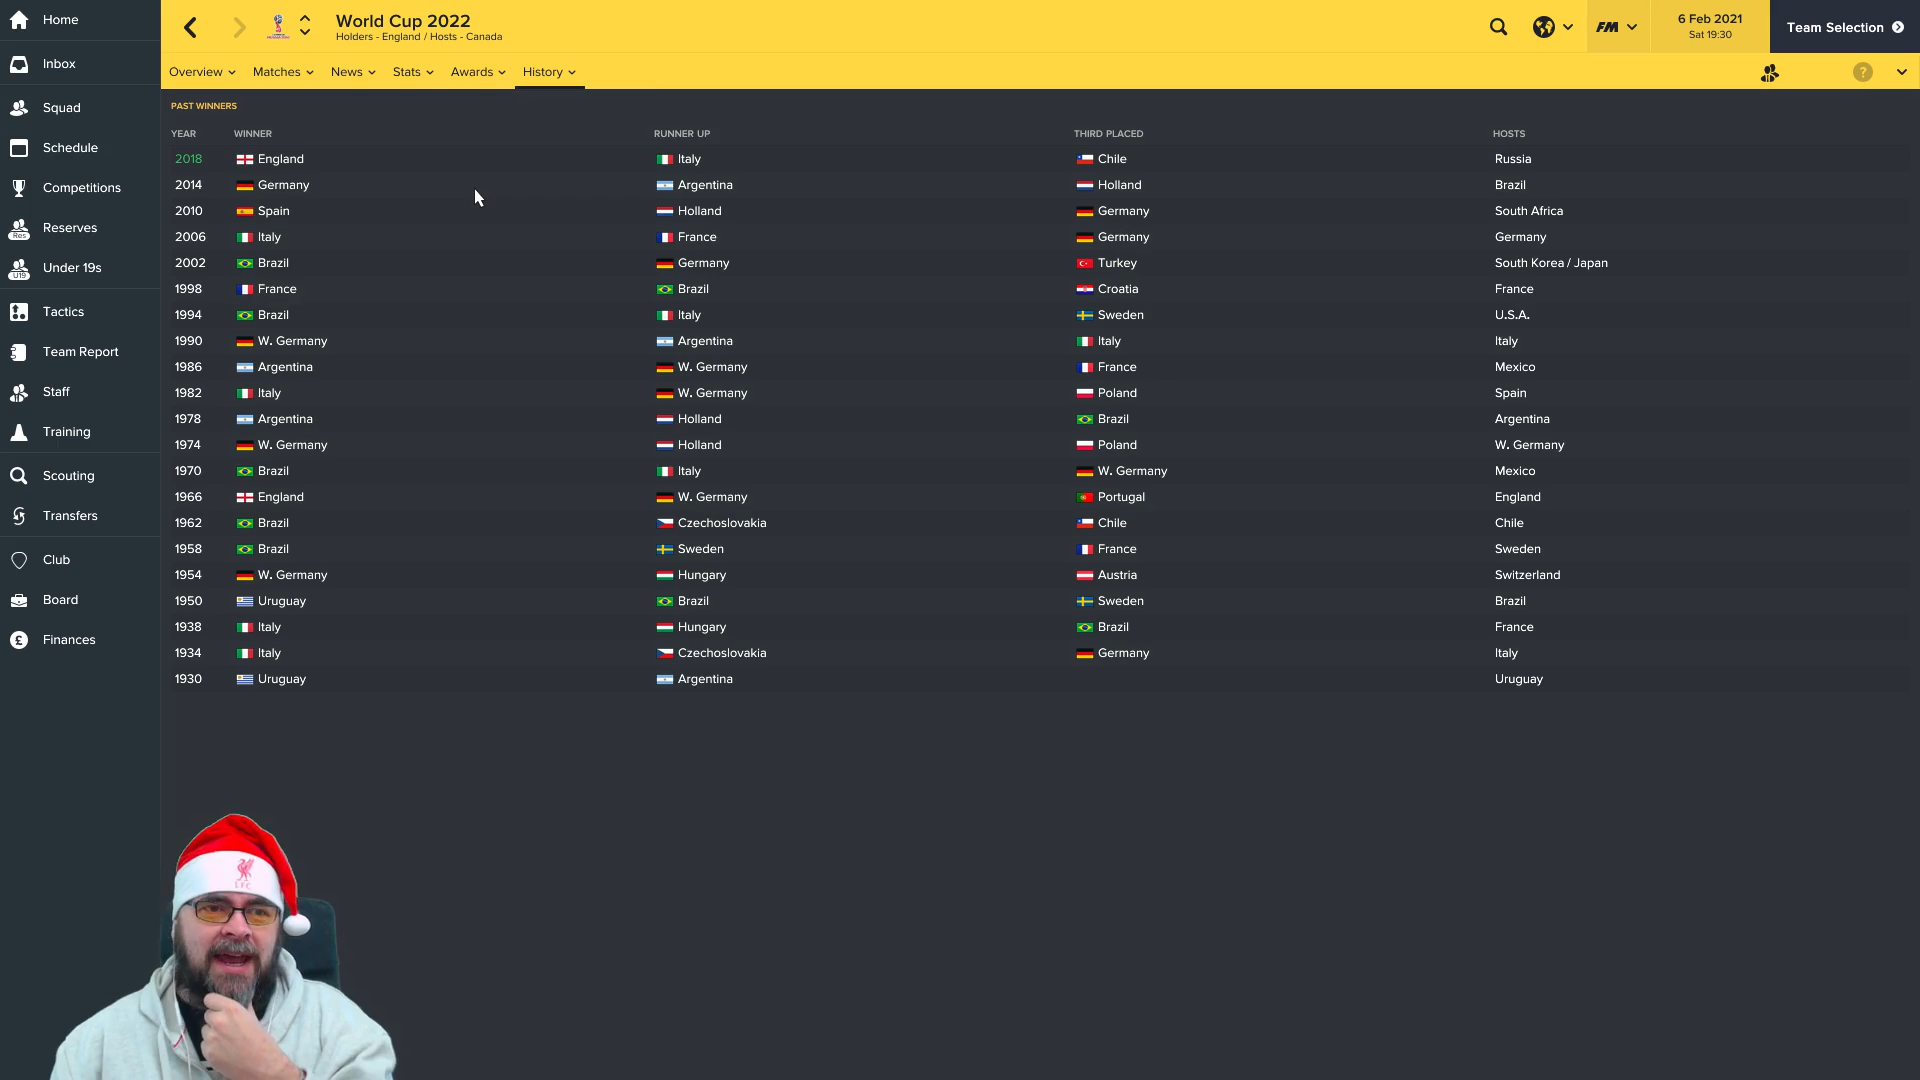 Home
Inbox
Squad
Schedule
Competitions
Reserves
Under 19s
Tactics
Team Report
Staff
Training
Scouting
Transfers
Club
Board
Finances
World Cup 2022
Holders - England / Hosts - Canada
FM
6 Feb 2021
Sat 19:30
Team Selection
Overview Matches News Stats Awards History
?
PAST WINNERS
YEAR WINNER RUNNER UP THIRD PLACED HOSTS
2018 England Italy Chile Russia
2014 Germany Argentina Holland Brazil
2010 Spain Holland Germany South Africa
2006 Italy France Germany Germany
2002 Brazil Germany Turkey South Korea / Japan
1998 France Brazil Croatia France
1994 Brazil Italy Sweden U.S.A.
1990 W. Germany Argentina Italy Italy
1986 Argentina W. Germany France Mexico
1982 Italy W. Germany Poland Spain
1978 Argentina Holland Brazil Argentina
1974 W. Germany Holland Poland W. Germany
1970 Brazil Italy W. Germany Mexico
1966 England W. Germany Portugal England
1962 Brazil Czechoslovakia Chile Chile
1958 Brazil Sweden France Sweden
1954 W. Germany Hungary Austria Switzerland
1950 Uruguay Brazil Sweden Brazil
1938 Italy Hungary Brazil France
1934 Italy Czechoslovakia Germany Italy
1930 Uruguay Argentina Uruguay
L.F.C.